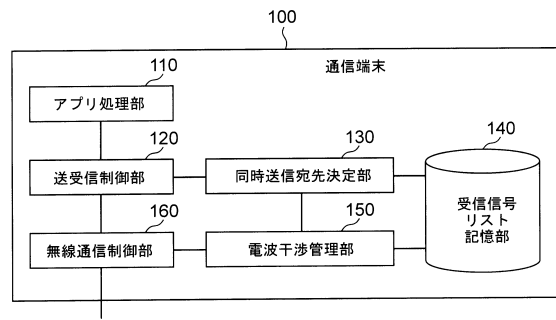 100
通信端末
110
アプリ処理部
120
送受信制御部
130
同時送信宛先決定部
140
受信信号
リスト
記憶部
160
無線通信制御部
150
電波干渉管理部